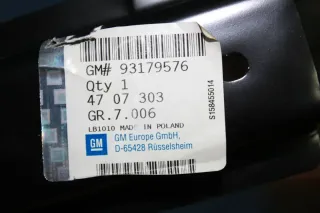 GM# 93179576
Qty 1
47 07 303
GR.7.006
LB1010 MADE IN POLAND
GM
GM Europe GmbH,
D-65428 Rüsselsheim
S158455014